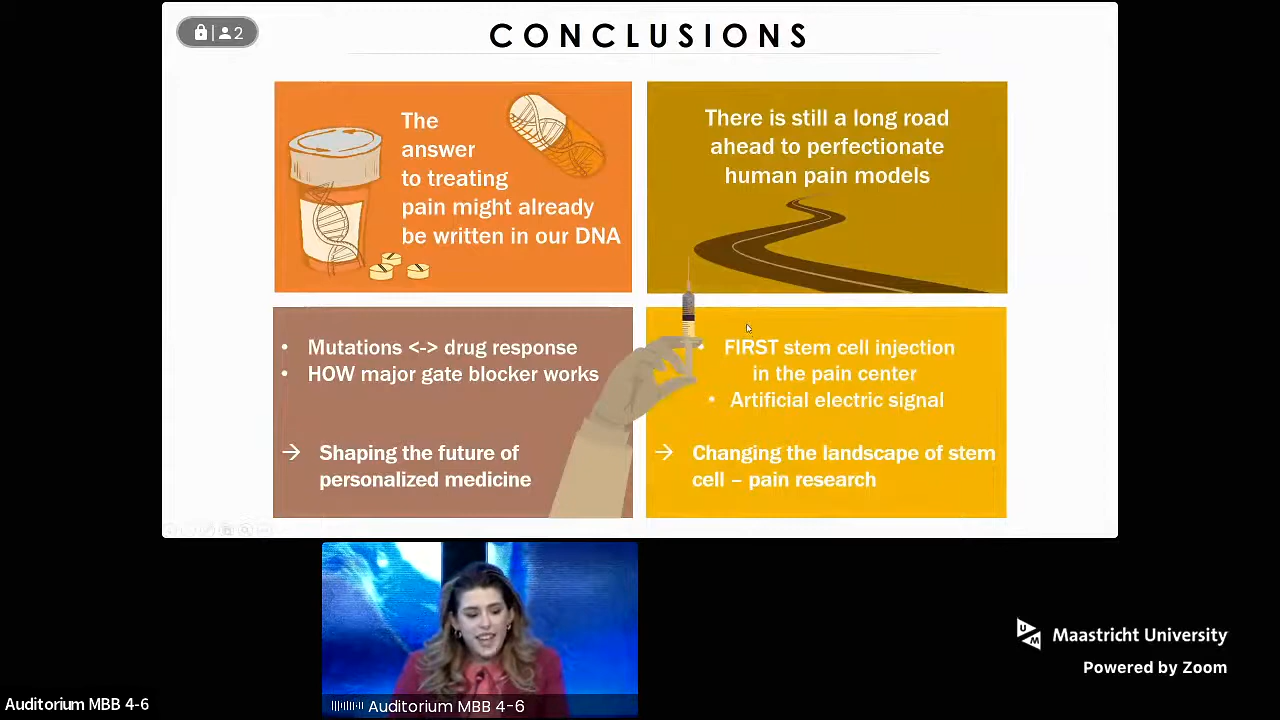 2
CONCLUSIONS
The
answer
to treating
pain might already
be written in our DNA
There is still a long road
ahead to perfectionate
human pain models
• Mutations <-> drug response
• HOW major gate blocker works
→ Shaping the future of
personalized medicine
• FIRST stem cell injection
in the pain center
• Artificial electric signal
→ Changing the landscape of stem
cell – pain research
UM Maastricht University
Powered by Zoom
Auditorium MBB 4-6
Auditorium MBB 4-6